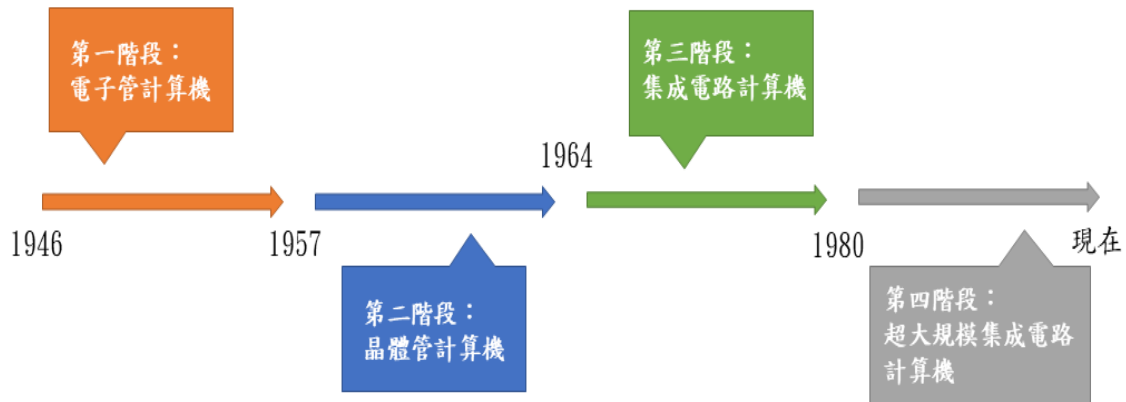 第一階段：
電子管計算機
第三階段：
集成電路計算機
1964
1946
1957
1980
現在
第二階段：
晶體管計算機
第四階段：
超大規模集成電路
計算機